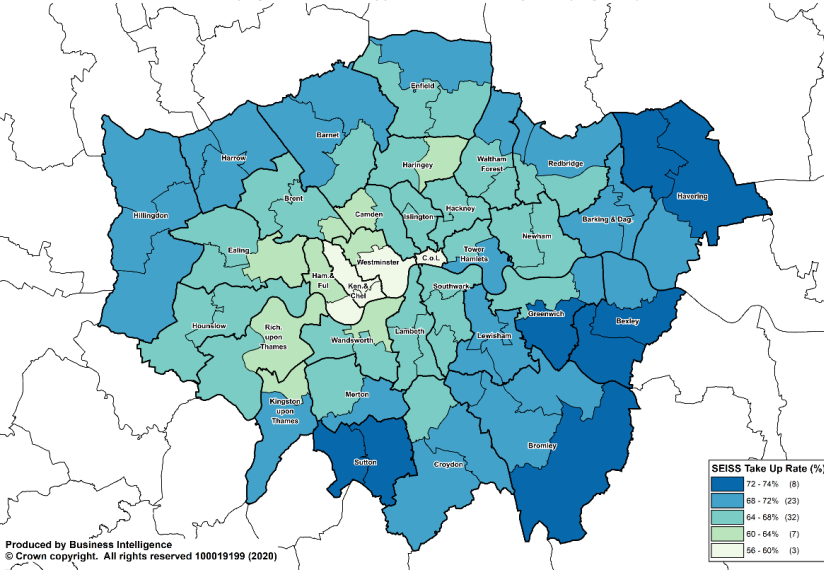 Enfield
Barnet
Harrow
Haringey
Waltham
Forest
Redbridge
Havering
Hillingdon
Brent
Camden
Islington
Hackney
Barking & Dag.
Ealing
Westminster
C.o.L
Tower
Hamlets
Newham
Ham.&
Ful
Ken.&
Chel
Southwark
Greenwich
Bexley
Hounslow
Rich.
upon
Thames
Wandsworth
Lambeth
Lewisham
Merton
Kingston
upon
Thames
Sutton
Croydon
Bromley
SEISS Take Up Rate (%)
72 - 74% (8)
68 - 72% (23)
64 - 68% (32)
60 - 64% (7)
56 - 60% (3)
Produced by Business Intelligence
© Crown copyright. All rights reserved 100019199 (2020)